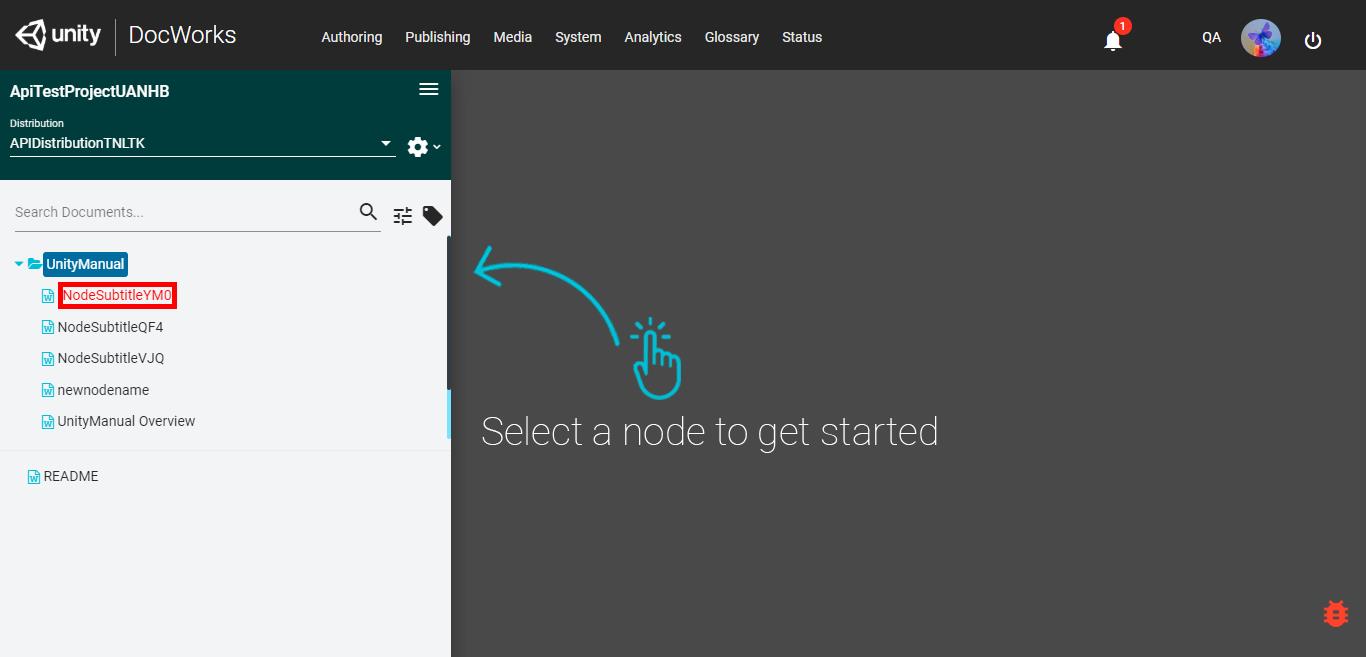 unity DocWorks
Authoring Publishing Media System Analytics Glossary Status
1
QA
ApiTestProjectUANHB
Distribution
APIDistributionTNLTK
Search Documents...
UnityManual
NodeSubtitleYM0
NodeSubtitleQF4
NodeSubtitleVJQ
newnodename
UnityManual Overview
README
Select a node to get started